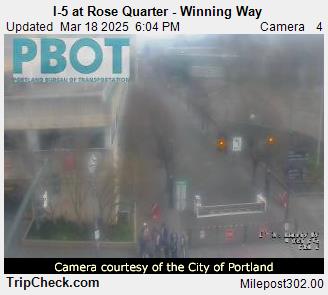 I-5 at Rose Quarter - Winning Way
Updated Mar 18 2025 6:04 PM Camera 4
PBOT
PORTLAND BUREAU OF TRANSPORTATION
Camera courtesy of the City of Portland
TripCheck.com Milepost302.00